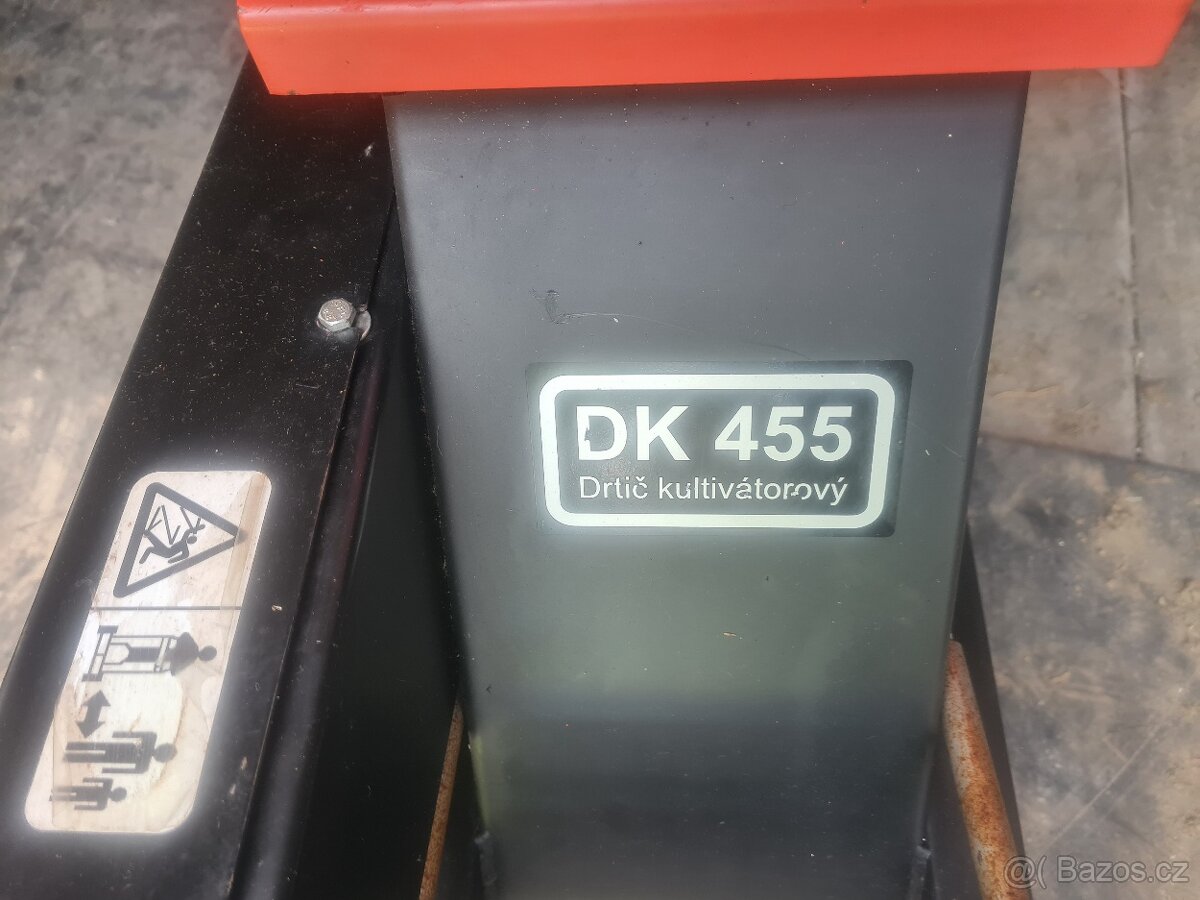 DK 455
Drtič kultivátorový
@( Bazos.cz